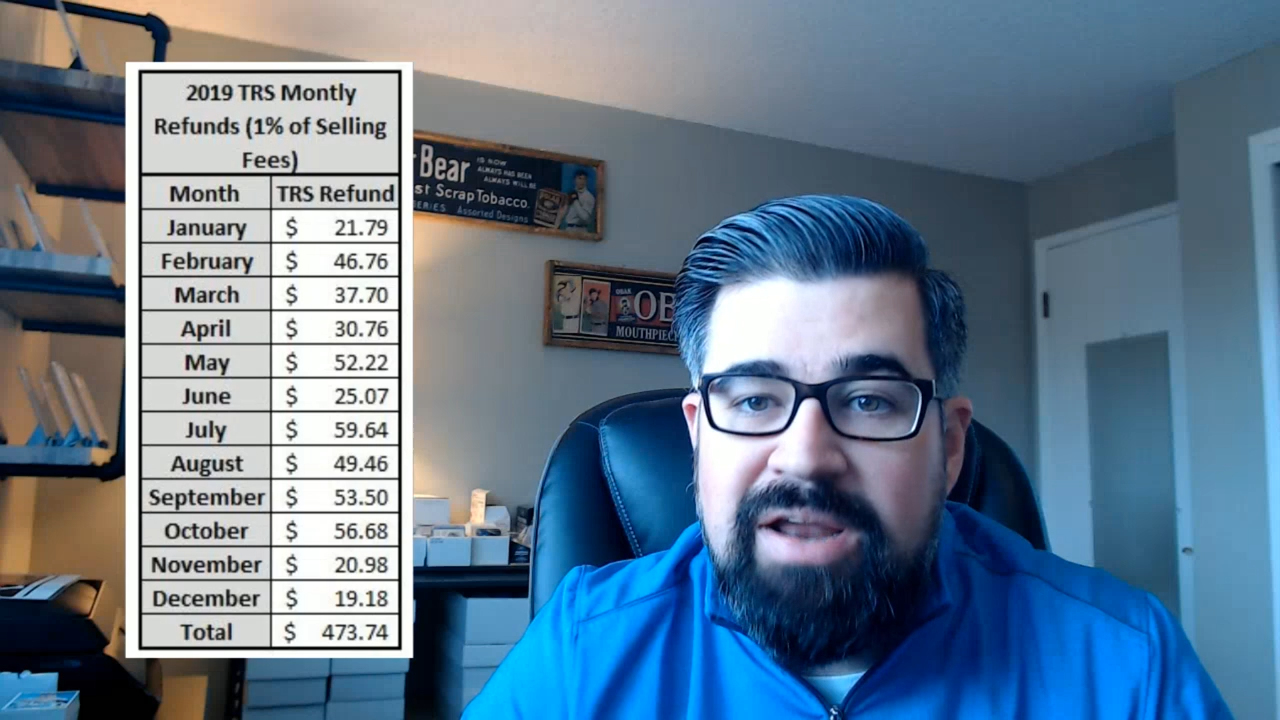 2019 TRS Montly
Refunds (1% of Selling
Fees)
Month TRS Refund
January $ 21.79
February $ 46.76
March $ 37.70
April $ 30.76
May $ 52.22
June $ 25.07
July $ 59.64
August $ 49.46
September $ 53.50
October $ 56.68
November $ 20.98
December $ 19.18
Total $ 473.74
Bear
IS NOW
ALWAYS HAS BEEN
ALWAYS WILL BE
st Scrap Tobacco.
ERIES Assorted Designs
OB
MOUTHPIEC